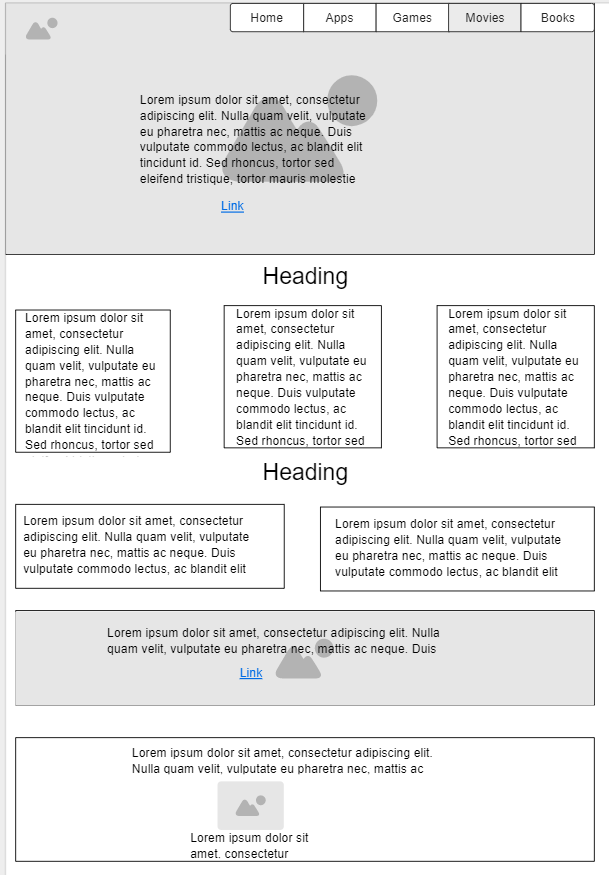 Home
Apps
Games
Movies
Books
Lorem ipsum dolor sit amet, consectetur
adipiscing elit. Nulla quam velit, vulputate
eu pharetra nec, mattis ac neque. Duis
vulputate commodo lectus, ac blandit elit
tincidunt id. Sed rhoncus, tortor sed
eleifend tristique, tortor mauris molestie
Link
Heading
Lorem ipsum dolor sit
amet, consectetur
adipiscing elit. Nulla
quam velit, vulputate eu
pharetra nec, mattis ac
neque. Duis vulputate
commodo lectus, ac
blandit elit tincidunt id.
Sed rhoncus, tortor sed
Lorem ipsum dolor sit
amet, consectetur
adipiscing elit. Nulla
quam velit, vulputate eu
pharetra nec, mattis ac
neque. Duis vulputate
commodo lectus, ac
blandit elit tincidunt id.
Sed rhoncus, tortor sed
Lorem ipsum dolor sit
amet, consectetur
adipiscing elit. Nulla
quam velit, vulputate eu
pharetra nec, mattis ac
neque. Duis vulputate
commodo lectus, ac
blandit elit tincidunt id.
Sed rhoncus, tortor sed
Heading
Lorem ipsum dolor sit amet, consectetur
adipiscing elit. Nulla quam velit, vulputate
eu pharetra nec, mattis ac neque. Duis
vulputate commodo lectus, ac blandit elit
Lorem ipsum dolor sit amet, consectetur
adipiscing elit. Nulla quam velit, vulputate
eu pharetra nec, mattis ac neque. Duis
vulputate commodo lectus, ac blandit elit
Lorem ipsum dolor sit amet, consectetur adipiscing elit. Nulla
quam velit, vulputate eu pharetra nec, mattis ac neque. Duis
Link
Lorem ipsum dolor sit amet, consectetur adipiscing elit.
Nulla quam velit, vulputate eu pharetra nec, mattis ac
Lorem ipsum dolor sit
amet, consectetur